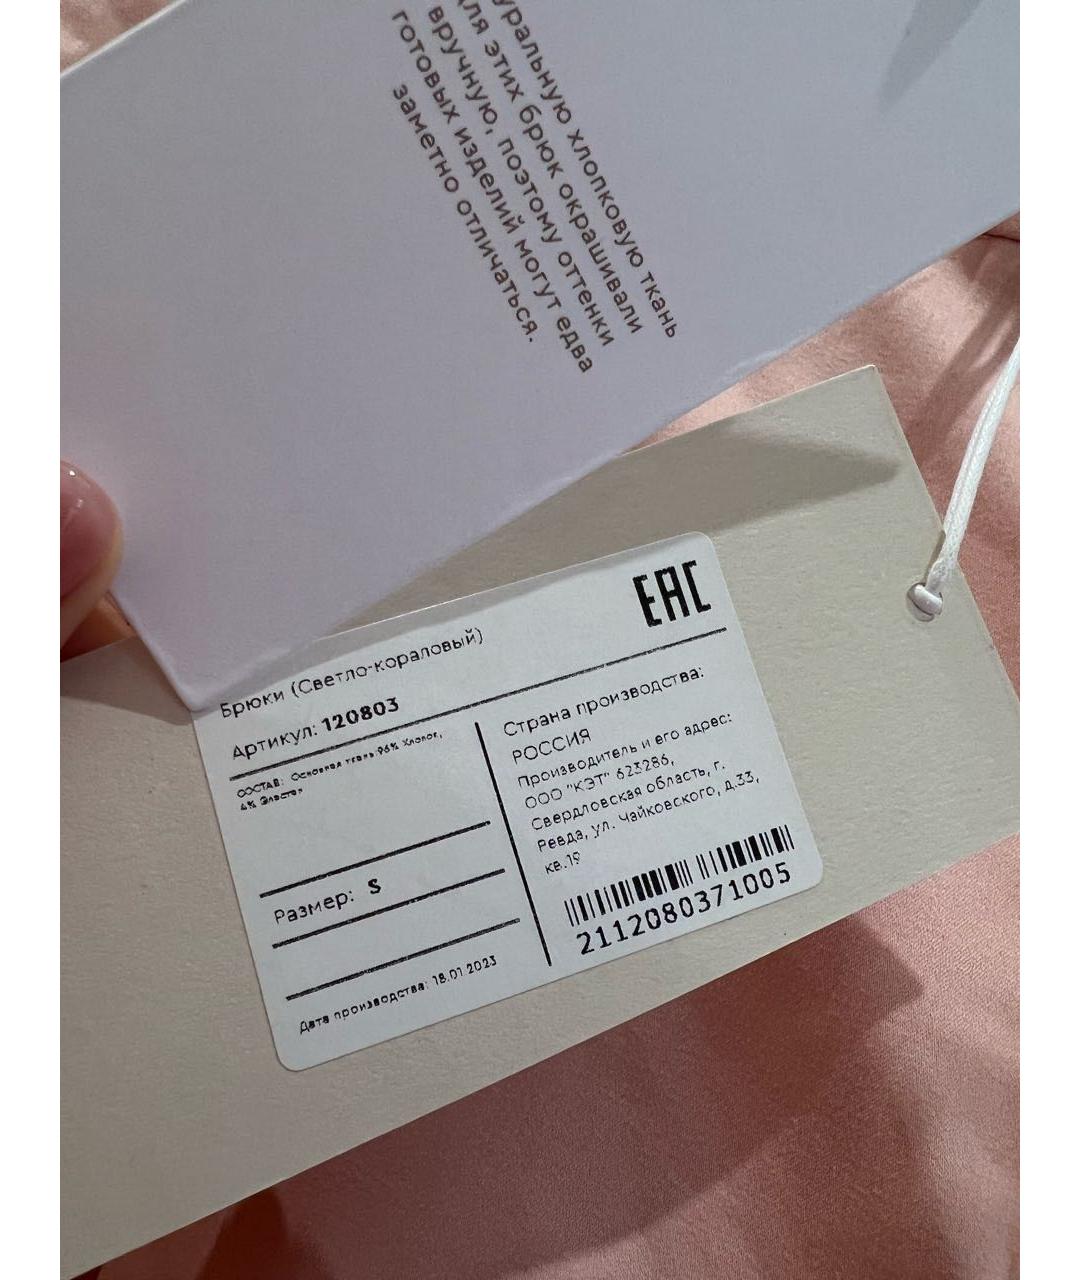 уральную хлопковую ткань
для этих брюк окрашивали
вручную, поэтому оттенки
готовых изделий могут едва
заметно отличаться.
EAC
Брюки (Светло-кораловый)
Артикул: 120803
СОСТАВ: Основная ткань:96% Хлопок,
4% Эластан
Размер: S
Дата производства: 18.01.2023
Страна производства:
РОССИЯ
Производитель и его адрес:
ООО "КЭТ" 623286,
Свердловская область, г.
Ревда, ул. Чайковского, д.33,
кв.19
2112080371005